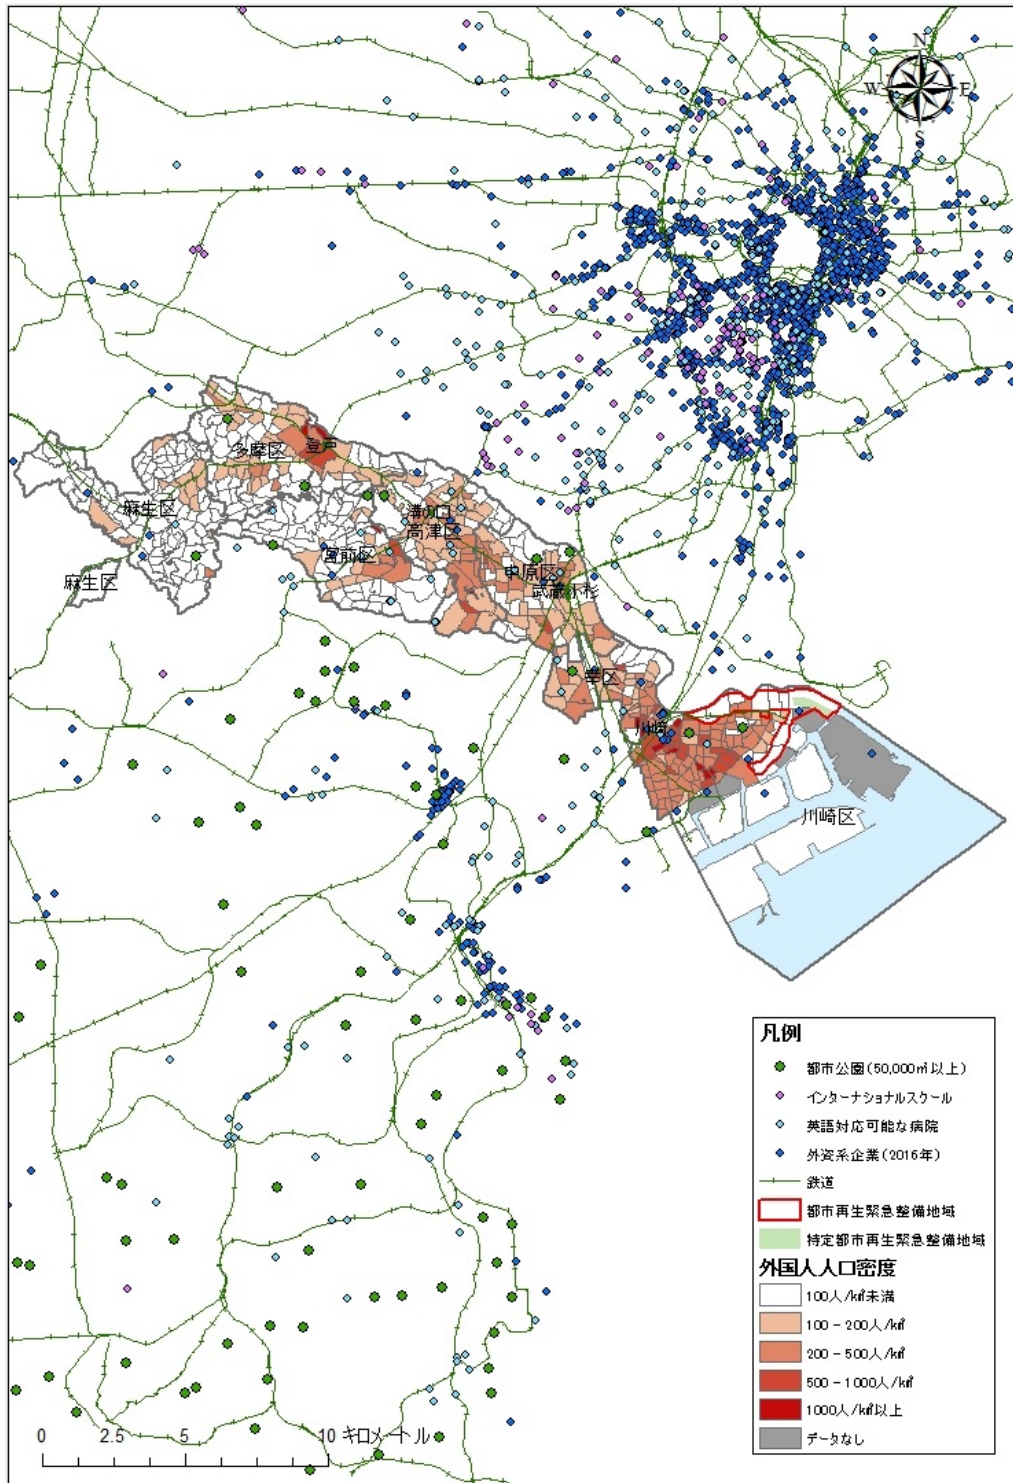 N
W
E
S
多摩区
登戸
麻生区
溝の口
高津区
宮前区
麻生区
中原区
武蔵小杉
幸区
川崎
川崎区
凡例
都市公園(50,000㎡以上)
インターナショナルスクール
英語対応可能な病院
外資系企業(2016年)
鉄道
都市再生緊急整備地域
特定都市再生緊急整備地域
外国人人口密度
100人/k㎡未満
100 - 200人/k㎡
200 - 500人/k㎡
500 - 1000人/k㎡
1000人/k㎡以上
データなし
0 2.5 5 10 キロメートル